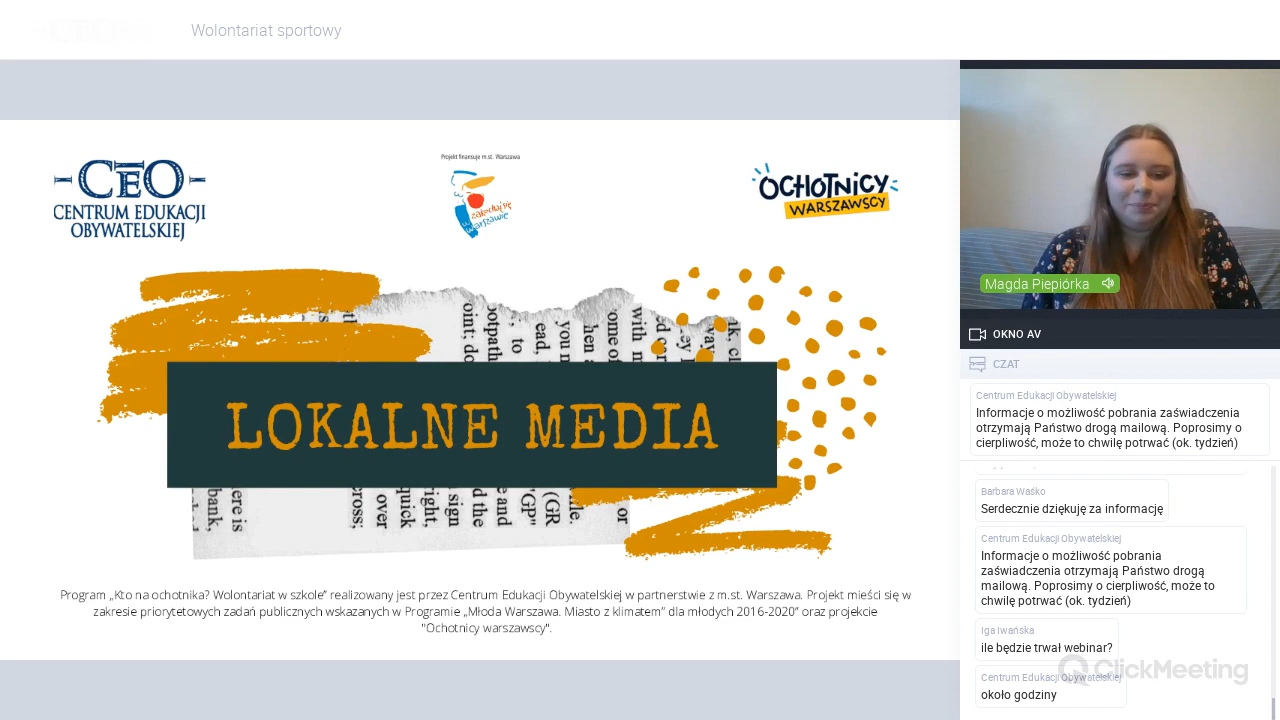 Wolontariat sportowy
CEO
CENTRUM EDUKACJI
OBYWATELSKIEJ
Projekt finansuje m.st. Warszawa
zakochaj się
w warszawie
OCHOTNICY
WARSZAWSCY
LOKALNE MEDIA
Program „Kto na ochotnika? Wolontariat w szkole” realizowany jest przez Centrum Edukacji Obywatelskiej w partnerstwie z m.st. Warszawa. Projekt mieści się w
zakresie priorytetowych zadań publicznych wskazanych w Programie „Młoda Warszawa. Miasto z klimatem” dla młodych 2016-2020” oraz projekcie
"Ochotnicy warszawscy".
Magda Piepiórka
OKNO AV
CZAT
Centrum Edukacji Obywatelskiej
Informacje o możliwość pobrania zaświadczenia
otrzymają Państwo drogą mailową. Poprosimy o
cierpliwość, może to chwilę potrwać (ok. tydzień)
Barbara Waśko
Serdecznie dziękuję za informację
Centrum Edukacji Obywatelskiej
Informacje o możliwość pobrania
zaświadczenia otrzymają Państwo drogą
mailową. Poprosimy o cierpliwość, może to
chwilę potrwać (ok. tydzień)
Iga Iwańska
ile będzie trwał webinar?
ClickMeeting
Centrum Edukacji Obywatelskiej
około godziny